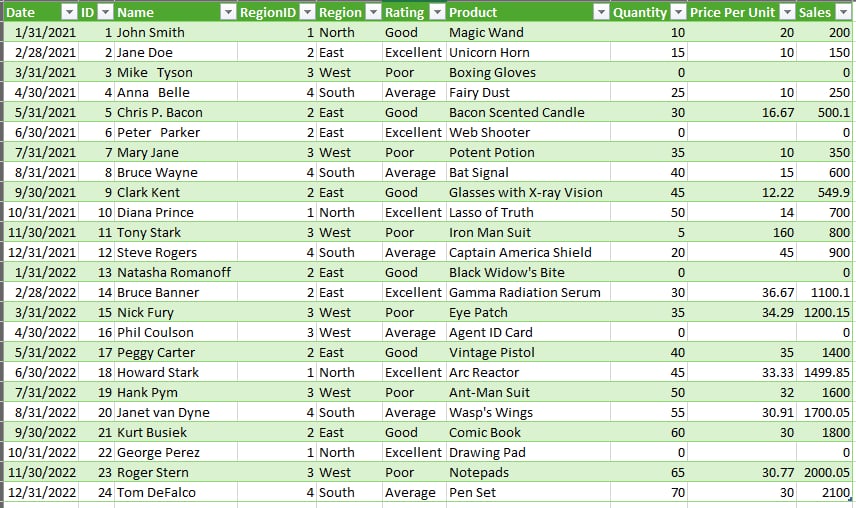 Date ID Name RegionID Region Rating Product Quantity Price Per Unit Sales
1/31/2021 1 John Smith 1 North Good Magic Wand 10 20 200
2/28/2021 2 Jane Doe 2 East Excellent Unicorn Horn 15 10 150
3/31/2021 3 Mike  Tyson 3 West Poor Boxing Gloves 0 0
4/30/2021 4 Anna  Belle 4 South Average Fairy Dust 25 10 250
5/31/2021 5 Chris P. Bacon 2 East Good Bacon Scented Candle 30 16.67 500.1
6/30/2021 6 Peter  Parker 2 East Excellent Web Shooter 0 0
7/31/2021 7 Mary Jane 3 West Poor Potent Potion 35 10 350
8/31/2021 8 Bruce Wayne 4 South Average Bat Signal 40 15 600
9/30/2021 9 Clark Kent 2 East Good Glasses with X-ray Vision 45 12.22 549.9
10/31/2021 10 Diana Prince 1 North Excellent Lasso of Truth 50 14 700
11/30/2021 11 Tony Stark 3 West Poor Iron Man Suit 5 160 800
12/31/2021 12 Steve Rogers 4 South Average Captain America Shield 20 45 900
1/31/2022 13 Natasha Romanoff 2 East Good Black Widow's Bite 0 0
2/28/2022 14 Bruce Banner 2 East Excellent Gamma Radiation Serum 30 36.67 1100.1
3/31/2022 15 Nick Fury 3 West Poor Eye Patch 35 34.29 1200.15
4/30/2022 16 Phil Coulson 3 West Average Agent ID Card 0 0
5/31/2022 17 Peggy Carter 2 East Good Vintage Pistol 40 35 1400
6/30/2022 18 Howard Stark 1 North Excellent Arc Reactor 45 33.33 1499.85
7/31/2022 19 Hank Pym 3 West Poor Ant-Man Suit 50 32 1600
8/31/2022 20 Janet van Dyne 4 South Average Wasp's Wings 55 30.91 1700.05
9/30/2022 21 Kurt Busiek 2 East Good Comic Book 60 30 1800
10/31/2022 22 George Perez 1 North Excellent Drawing Pad 0 0
11/30/2022 23 Roger Stern 3 West Poor Notepads 65 30.77 2000.05
12/31/2022 24 Tom DeFalco 4 South Average Pen Set 70 30 2100